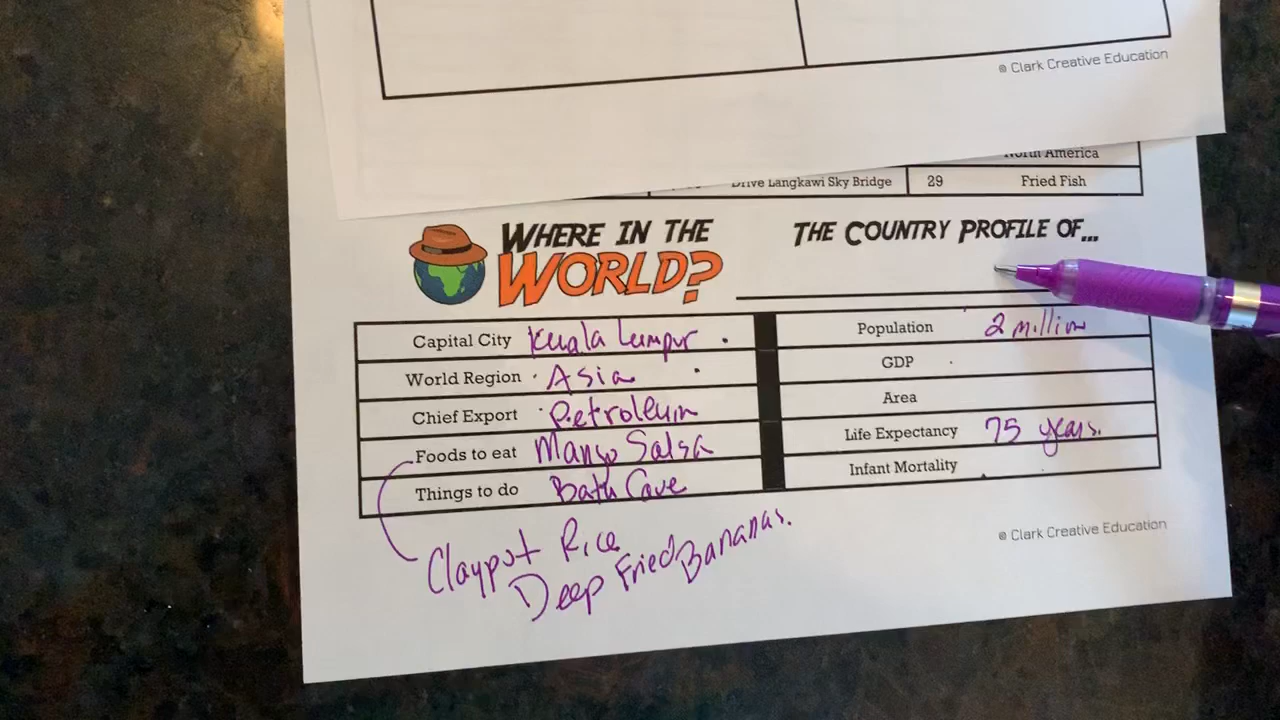 © Clark Creative Education
North America
Drive Langkawi Sky Bridge 29 Fried Fish
WHERE IN THE
WORLD?
THE COUNTRY PROFILE OF...
Capital City Kuala Lumpur
World Region Asia
Chief Export Petroleum
Foods to eat Mango Salsa
Things to do Batu Cave
Population 2 million
GDP
Area
Life Expectancy 75 years.
Infant Mortality
Claypot Rice
Deep Fried Bananas.
© Clark Creative Education